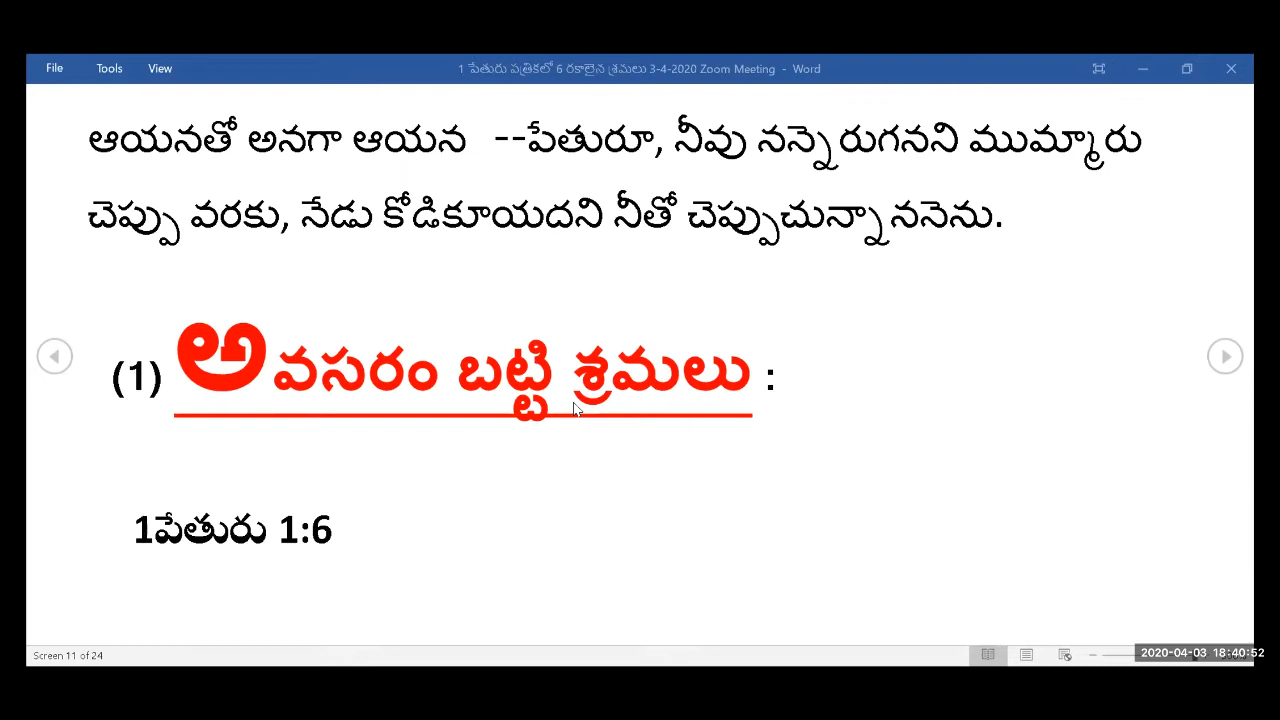 File Tools View 1 పేతురు పత్రికలో 6 రకాలైన శ్రమలు 3-4-2020 Zoom Meeting - Word
ఆయనతో అనగా ఆయన --పేతురూ, నీవు నన్నెరుగనని ముమ్మారు
చెప్పు వరకు, నేడు కోడికూయదని నీతో చెప్పుచున్నాననెను.
(1) అవసరం బట్టి శ్రమలు :
1పేతురు 1:6
Screen 11 of 24
2020-04-03 18:40:52